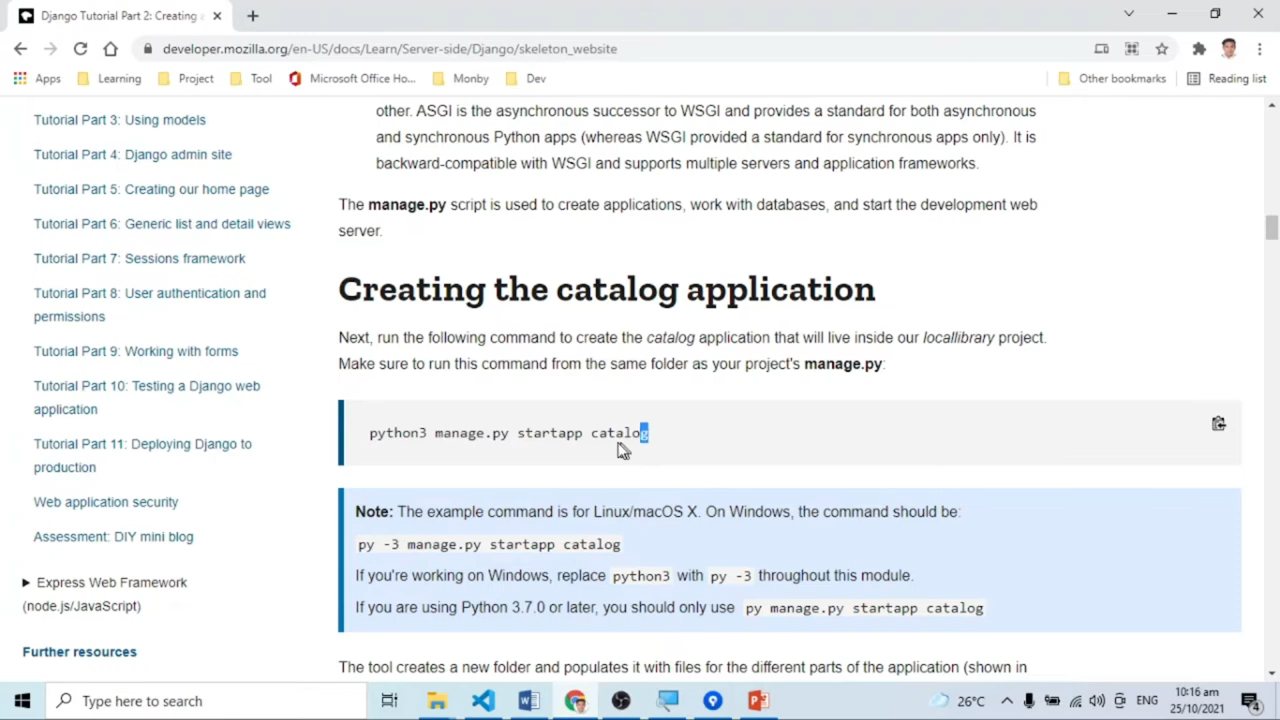 Django Tutorial Part 2: Creating a
developer.mozilla.org/en-US/docs/Learn/Server-side/Django/skeleton_website
Apps
Learning
Project
Tool
Microsoft Office Ho...
Monby
Dev
Other bookmarks
Reading list
Tutorial Part 3: Using models
Tutorial Part 4: Django admin site
Tutorial Part 5: Creating our home page
Tutorial Part 6: Generic list and detail views
Tutorial Part 7: Sessions framework
Tutorial Part 8: User authentication and
permissions
Tutorial Part 9: Working with forms
Tutorial Part 10: Testing a Django web
application
Tutorial Part 11: Deploying Django to
production
Web application security
Assessment: DIY mini blog
Express Web Framework
(node.js/JavaScript)
Further resources
other. ASGI is the asynchronous successor to WSGI and provides a standard for both asynchronous
and synchronous Python apps (whereas WSGI provided a standard for synchronous apps only). It is
backward-compatible with WSGI and supports multiple servers and application frameworks.
The manage.py script is used to create applications, work with databases, and start the development web
server.
Creating the catalog application
Next, run the following command to create the catalog application that will live inside our locallibrary project.
Make sure to run this command from the same folder as your project's manage.py:
python3 manage.py startapp catalog
Note: The example command is for Linux/macOS X. On Windows, the command should be:
py -3 manage.py startapp catalog
If you're working on Windows, replace python3 with py -3 throughout this module.
If you are using Python 3.7.0 or later, you should only use py manage.py startapp catalog
The tool creates a new folder and populates it with files for the different parts of the application (shown in
Type here to search
26°C
ENG
10:16 am
25/10/2021
4